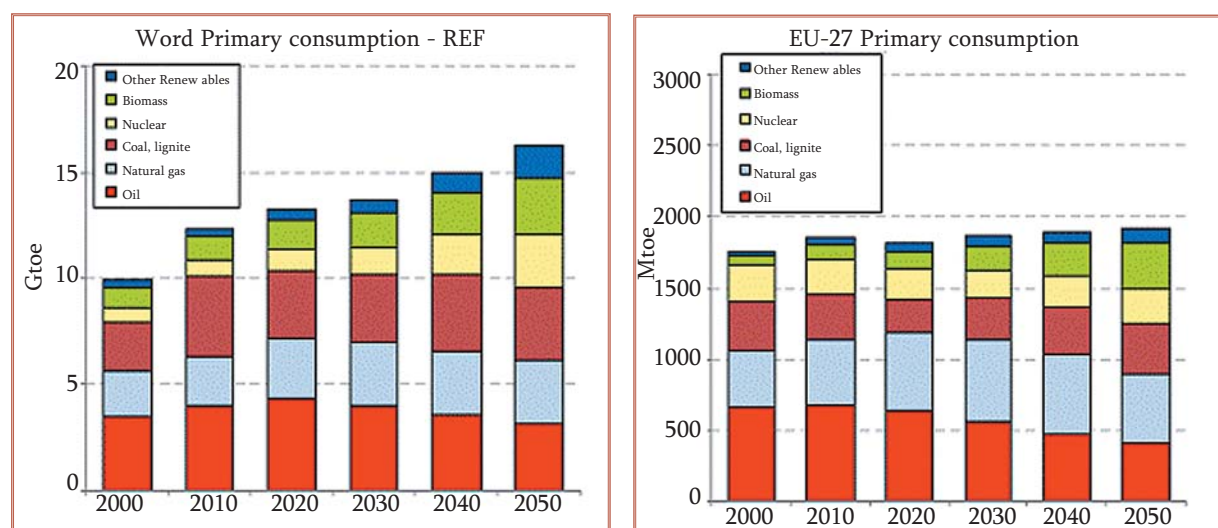 Word Primary consumption - REF
20
15
10
5
0
Gtoe
Other Renew ables
Biomass
Nuclear
Coal, lignite
Natural gas
Oil
2000 2010 2020 2030 2040 2050
EU-27 Primary consumption
3000
2500
2000
1500
1000
500
0
Mtoe
Other Renew ables
Biomass
Nuclear
Coal, lignite
Natural gas
Oil
2000 2010 2020 2030 2040 2050